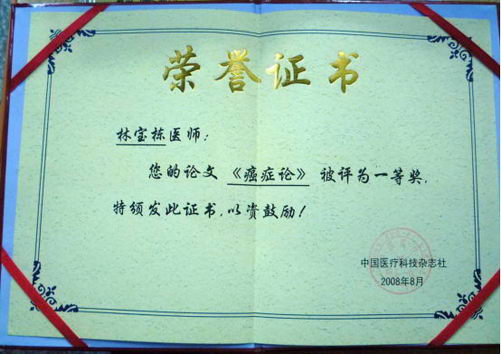 荣誉证书
林宝栋医师：
您的论文《癌症论》被评为一等奖，
特颁发此证书，以资鼓励！
中国医疗科技杂志社
2008年8月